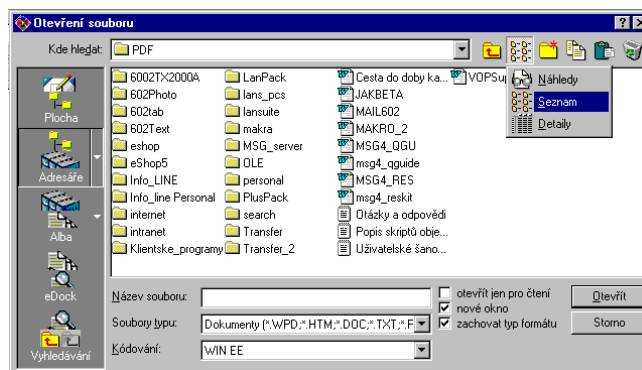 Otevření souboru
Kde hledat:
PDF
Náhledy
Seznam
Detaily
Plocha
Adresáře
Alba
eDock
Vyhledávání
6002TX2000A
602Photo
602tab
602Text
eshop
eShop5
Info_LINE
Info_line Personal
internet
intranet
Klientske_programy
LanPack
lans_pcs
lansuite
makra
MSG_server
OLE
personal
PlusPack
search
Transfer
Transfer_2
Cesta do doby ka...
JAKBETA
MAIL602
MAKRO_2
MSG4_QGU
msg4_qguide
MSG4_RES
msg4_reskit
Otázky a odpovědi
Popis skriptů obje...
Uživatelské šano...
VOPSu
Název souboru:
Soubory typu:
Dokumenty (*.WPD;*.HTM;*.DOC;*.TXT;*.F
Kódování:
WIN EE
otevřít jen pro čtení
nové okno
zachovat typ formátu
Otevřít
Storno